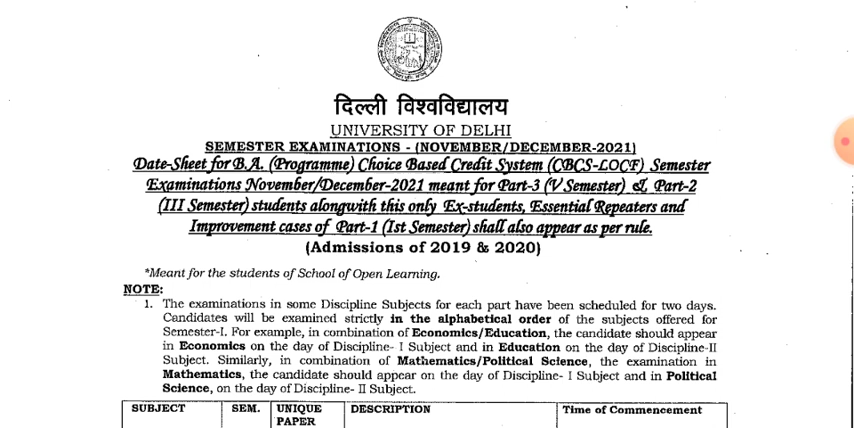 दिल्ली विश्वविद्यालय
UNIVERSITY OF DELHI
SEMESTER EXAMINATIONS - (NOVEMBER/DECEMBER-2021)
Date-Sheet for B.A. (Programme) Choice Based Credit System (CBCS-LOCF) Semester
Examinations November/December-2021 meant for Part-3 (V Semester) & Part-2
(III Semester) students alongwith this only Ex-students, Essential Repeaters and
Improvement cases of Part-1 (Ist Semester) shall also appear as per rule.
(Admissions of 2019 & 2020)
*Meant for the students of School of Open Learning.
NOTE:
1. The examinations in some Discipline Subjects for each part have been scheduled for two days.
Candidates will be examined strictly in the alphabetical order of the subjects offered for
Semester-I. For example, in combination of Economics/Education, the candidate should appear
in Economics on the day of Discipline- I Subject and in Education on the day of Discipline-II
Subject. Similarly, in combination of Mathematics/Political Science, the examination in
Mathematics, the candidate should appear on the day of Discipline- I Subject and in Political
Science, on the day of Discipline- II Subject.
SUBJECT SEM. UNIQUE DESCRIPTION Time of Commencement
PAPER